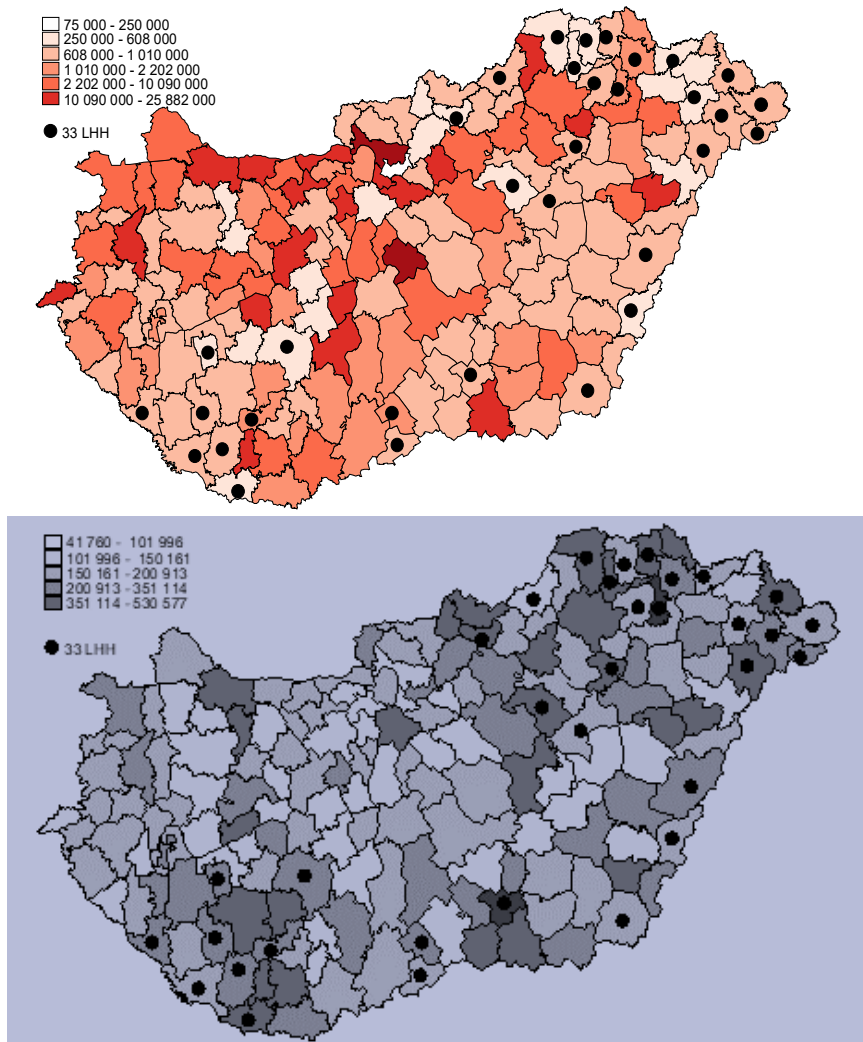 75 000 - 250 000
250 000 - 608 000
608 000 - 1 010 000
1 010 000 - 2 202 000
2 202 000 - 10 090 000
10 090 000 - 25 882 000
33 LHH
41 760 - 101 996
101 996 - 150 161
150 161 - 200 913
200 913 - 351 114
351 114 - 530 577
33 LHH